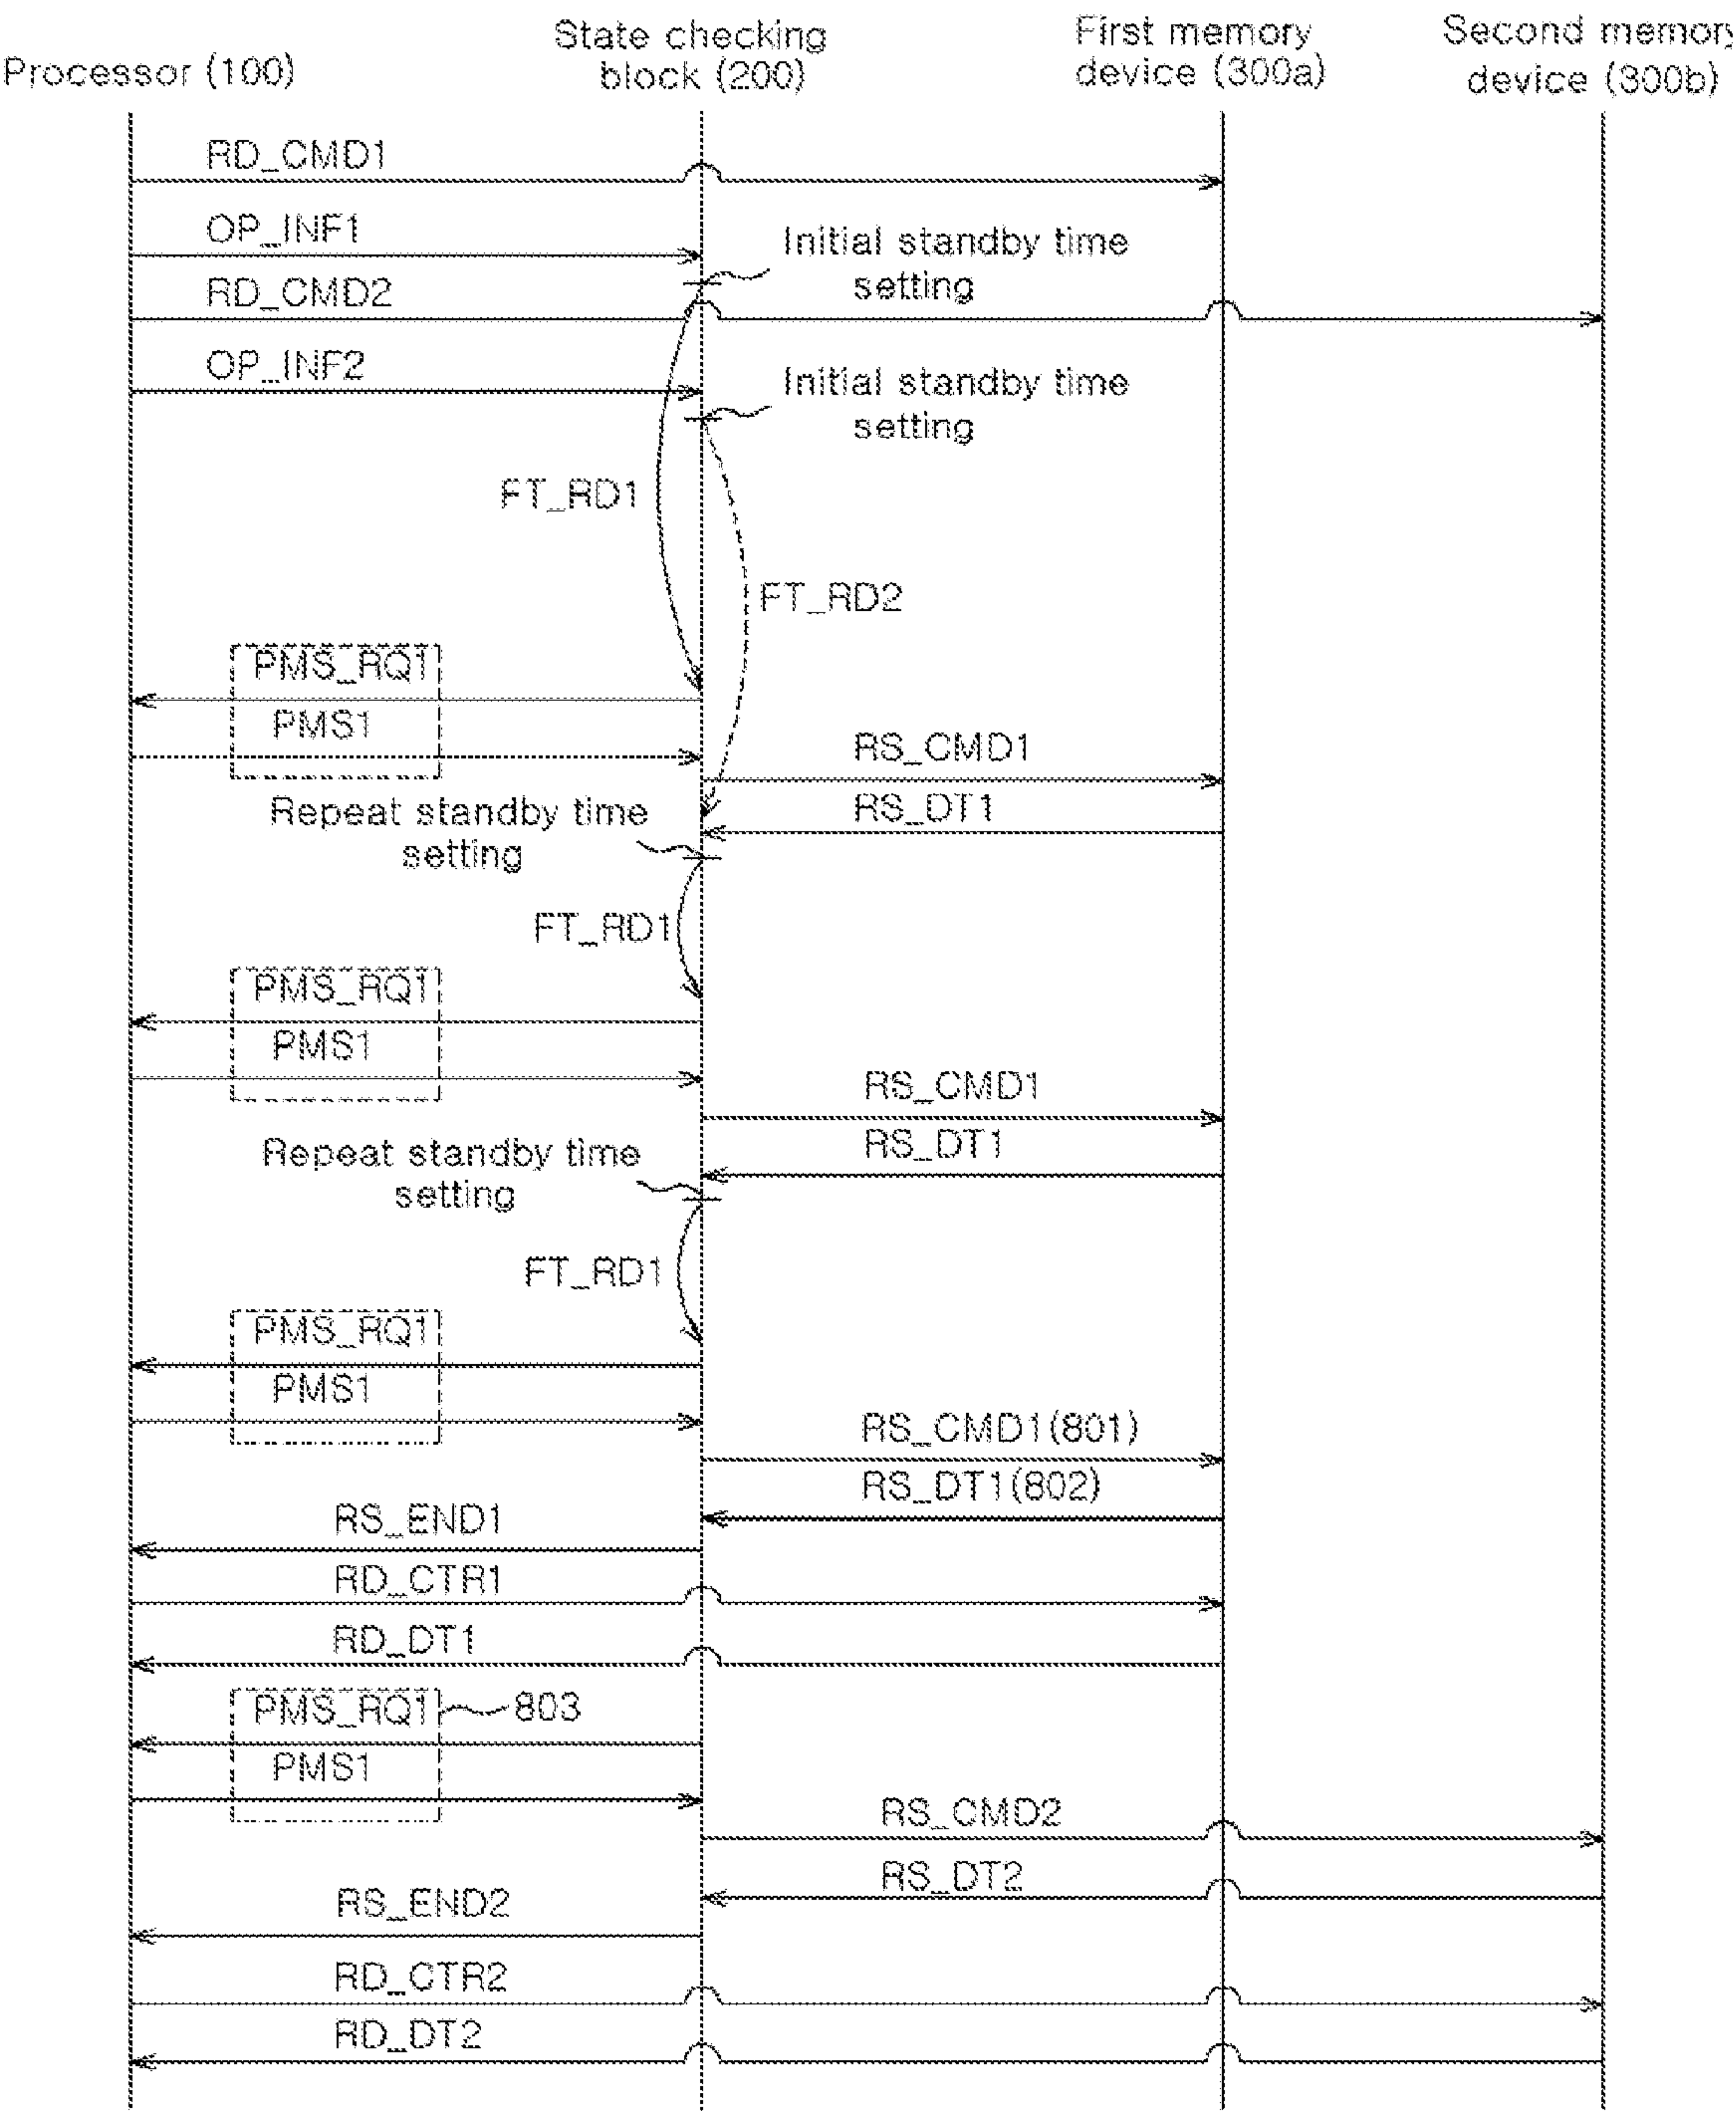 Processor (100)
State checking
block (200)
First memory
device (300a)
Second memory
device (300b)
RD_CMD1
OP_INF1
Initial standby time
setting
RD_CMD2
OP_INF2
Initial standby time
setting
FT_RD1
FT_RD2
PMS_RQ1
PMS1
RS_CMD1
RS_DT1
Repeat standby time
setting
FT_RD1
PMS_RQ1
PMS1
RS_CMD1
RS_DT1
Repeat standby time
setting
FT_RD1
PMS_RQ1
PMS1
RS_CMD1(801)
RS_DT1(802)
RS_END1
RD_CTR1
RD_DT1
PMS_RQ1
803
PMS1
RS_CMD2
RS_DT2
RS_END2
RD_CTR2
RD_DT2